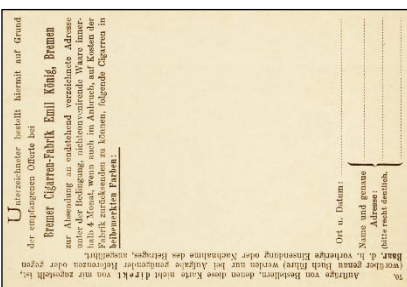 Unterzeichneter bestellt hiermit auf Grund
der empfangenen Offerte bei
Bremer Cigarren-Fabrik Emil König, Bremen
zur Absendung an endstehend verzeichnete Adresse
unter der Bedingung, nichtconvenirende Waare inner-
halb 4 Monat, wenn auch im Anbruch, auf Kosten der
Fabrik zurücksenden zu können, folgende Cigarren in
beibemerkten Farben:
Ort u. Datum:
Name und genaue
Adresse:
(bitte recht deutlich.
70. Aufträge von Bestellern, denen diese Karte nicht direkt von mir zugestellt ist,
(worüber genau Buch führe) werden nur bei Aufgabe genügender Referenzen oder gegen
Baar, d. h. vorherige Einsendung oder Nachnahme des Betrages, ausgeführt.